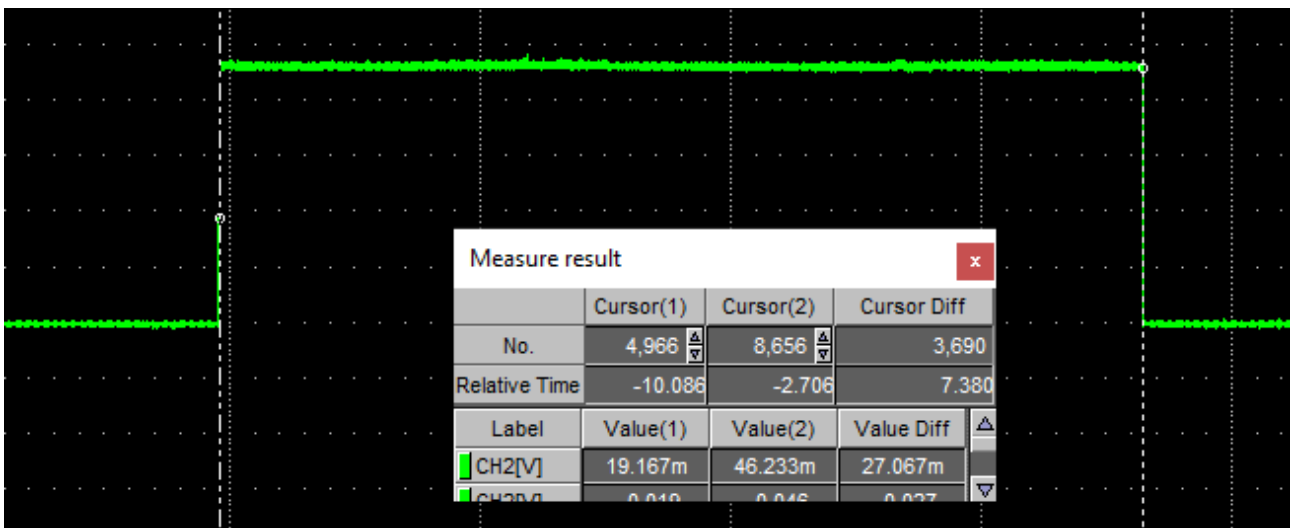 Measure result x
Cursor(1) Cursor(2) Cursor Diff
No. 4,966 8,656 3,690
Relative Time -10.086 -2.706 7.380
Label Value(1) Value(2) Value Diff
CH2[V] 19.167m 46.233m 27.067m